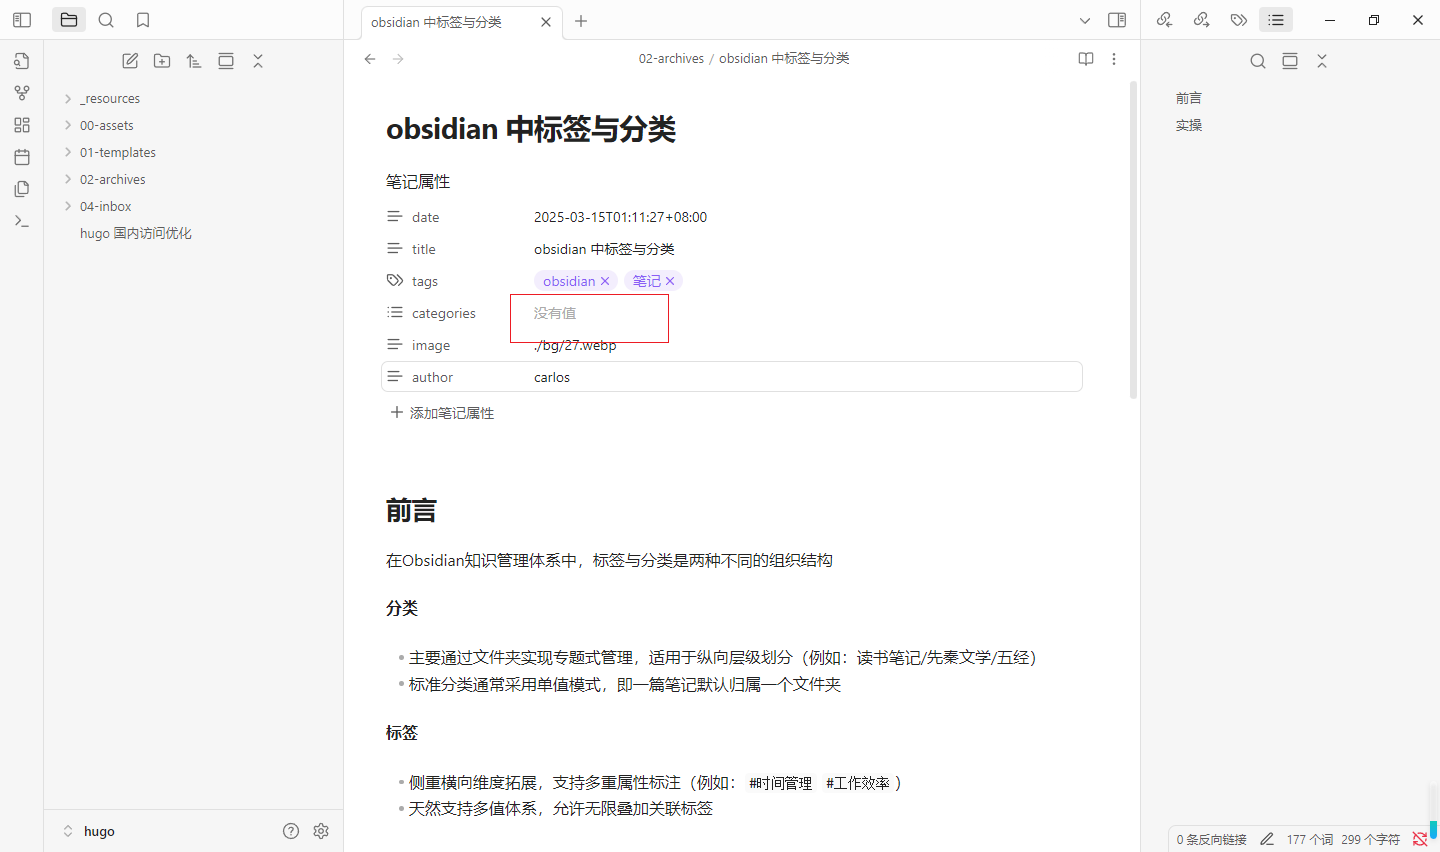 obsidian 中标签与分类
02-archives / obsidian 中标签与分类
_resources
00-assets
01-templates
02-archives
04-inbox
hugo 国内访问优化
hugo
obsidian 中标签与分类
笔记属性
date 2025-03-15T01:11:27+08:00
title obsidian 中标签与分类
tags obsidian 笔记
categories 没有值
image ./bg/27.webp
author carlos
添加笔记属性
前言
在Obsidian知识管理体系中，标签与分类是两种不同的组织结构
分类
主要通过文件夹实现专题式管理，适用于纵向层级划分（例如：读书笔记/先秦文学/五经）
标准分类通常采用单值模式，即一篇笔记默认归属一个文件夹
标签
侧重横向维度拓展，支持多重属性标注（例如： #时间管理 #工作效率 ）
天然支持多值体系，允许无限叠加关联标签
前言
实操
0 条反向链接 177 个词 299 个字符